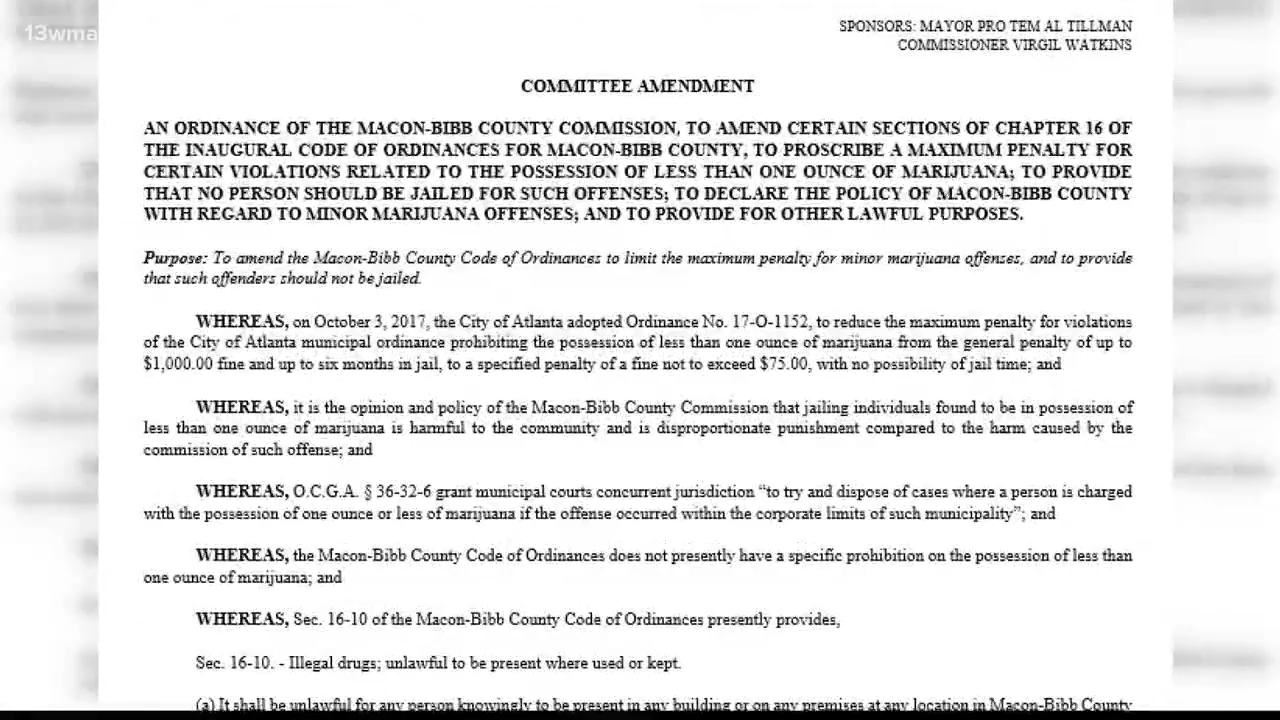 13wma
SPONSORS: MAYOR PRO TEM AL TILLMAN
COMMISSIONER VIRGIL WATKINS
COMMITTEE AMENDMENT
AN ORDINANCE OF THE MACON-BIBB COUNTY COMMISSION, TO AMEND CERTAIN SECTIONS OF CHAPTER 16 OF
THE INAUGURAL CODE OF ORDINANCES FOR MACON-BIBB COUNTY, TO PROSCRIBE A MAXIMUM PENALTY FOR
CERTAIN VIOLATIONS RELATED TO THE POSSESSION OF LESS THAN ONE OUNCE OF MARIJUANA; TO PROVIDE
THAT NO PERSON SHOULD BE JAILED FOR SUCH OFFENSES; TO DECLARE THE POLICY OF MACON-BIBB COUNTY
WITH REGARD TO MINOR MARIJUANA OFFENSES; AND TO PROVIDE FOR OTHER LAWFUL PURPOSES.
Purpose: To amend the Macon-Bibb County Code of Ordinances to limit the maximum penalty for minor marijuana offenses, and to provide
that such offenders should not be jailed.
WHEREAS, on October 3, 2017, the City of Atlanta adopted Ordinance No. 17-O-1152, to reduce the maximum penalty for violations
of the City of Atlanta municipal ordinance prohibiting the possession of less than one ounce of marijuana from the general penalty of up to
$1,000.00 fine and up to six months in jail, to a specified penalty of a fine not to exceed $75.00, with no possibility of jail time; and
WHEREAS, it is the opinion and policy of the Macon-Bibb County Commission that jailing individuals found to be in possession of
less than one ounce of marijuana is harmful to the community and is disproportionate punishment compared to the harm caused by the
commission of such offense; and
WHEREAS, O.C.G.A. § 36-32-6 grant municipal courts concurrent jurisdiction “to try and dispose of cases where a person is charged
with the possession of one ounce or less of marijuana if the offense occurred within the corporate limits of such municipality”; and
WHEREAS, the Macon-Bibb County Code of Ordinances does not presently have a specific prohibition on the possession of less than
one ounce of marijuana; and
WHEREAS, Sec. 16-10 of the Macon-Bibb County Code of Ordinances presently provides,
Sec. 16-10. - Illegal drugs; unlawful to be present where used or kept.
(a) It shall be unlawful for any person knowingly to be present in any building or on any premises at any location in Macon-Bibb County